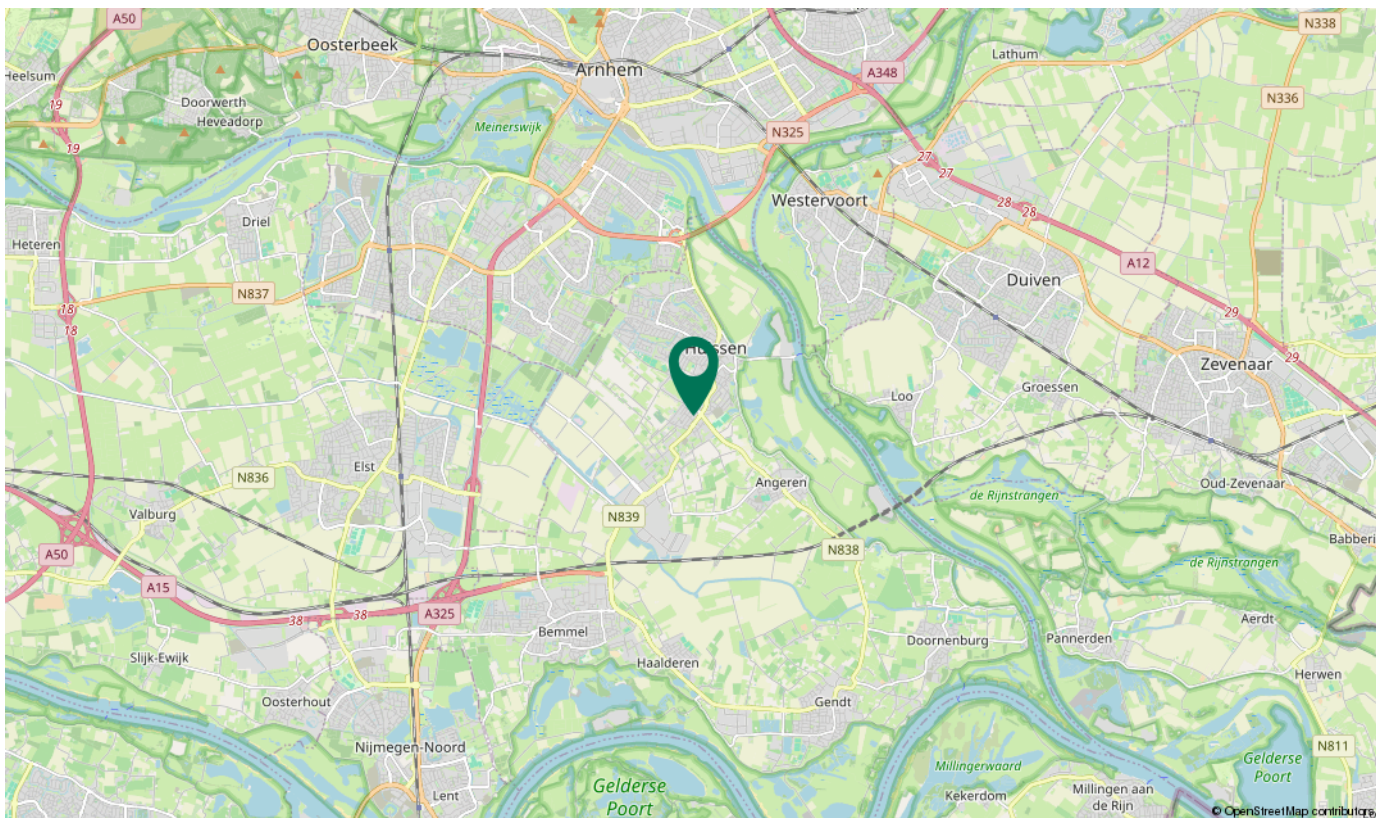 A50
Oosterbeek
N338
Lathum
Heelsum
Arnhem
A348
19
Doorwerth
N336
Heveadorp
Meinerswijk
N325
19
27
27
Westervoort
28
28
Driel
Heteren
A12
Duiven
N837
18
18
29
Huissen
29
Zevenaar
Groessen
Loo
Elst
N836
Angeren
Oud-Zevenaar
de Rijnstrangen
Valburg
N839
A50
N838
de Rijnstrangen
A15
A325
38
38
Aerdt
Bemmel
Doornenburg
Pannerden
Slijk-Ewijk
Haalderen
Herwen
Oosterhout
Gendt
Nijmegen-Noord
N811
Gelderse
Poort
Millingerwaard
Gelderse
Poort
Lent
Kekerdom
Millingen aan
de Rijn
© OpenStreetMap contributors